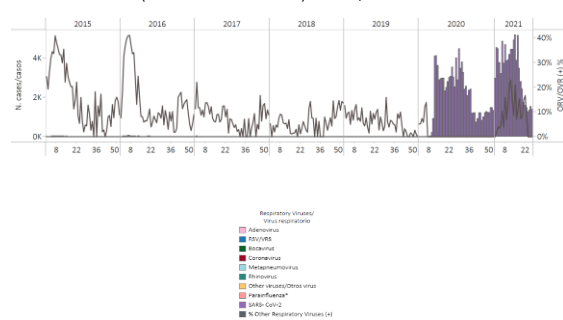 2015 2016 2017 2018 2019 2020 2021
4K
2K
0K
N. cases/casos
40%
30%
20%
10%
0%
ORV/OVR (+) %
8 22 36 50 8 22 36 50 8 22 36 50 8 22 36 50 8 22 36 50 8 22 36 50 8 22
Respiratory Viruses/
Virus respiratorio
Adenovirus
RSV/VRS
Bocavirus
Coronavirus
Metapneumovirus
Rhinovirus
Other viruses/Otros virus
Parainfluenza*
SARS- CoV-2
% Other Respiratory Viruses (+)